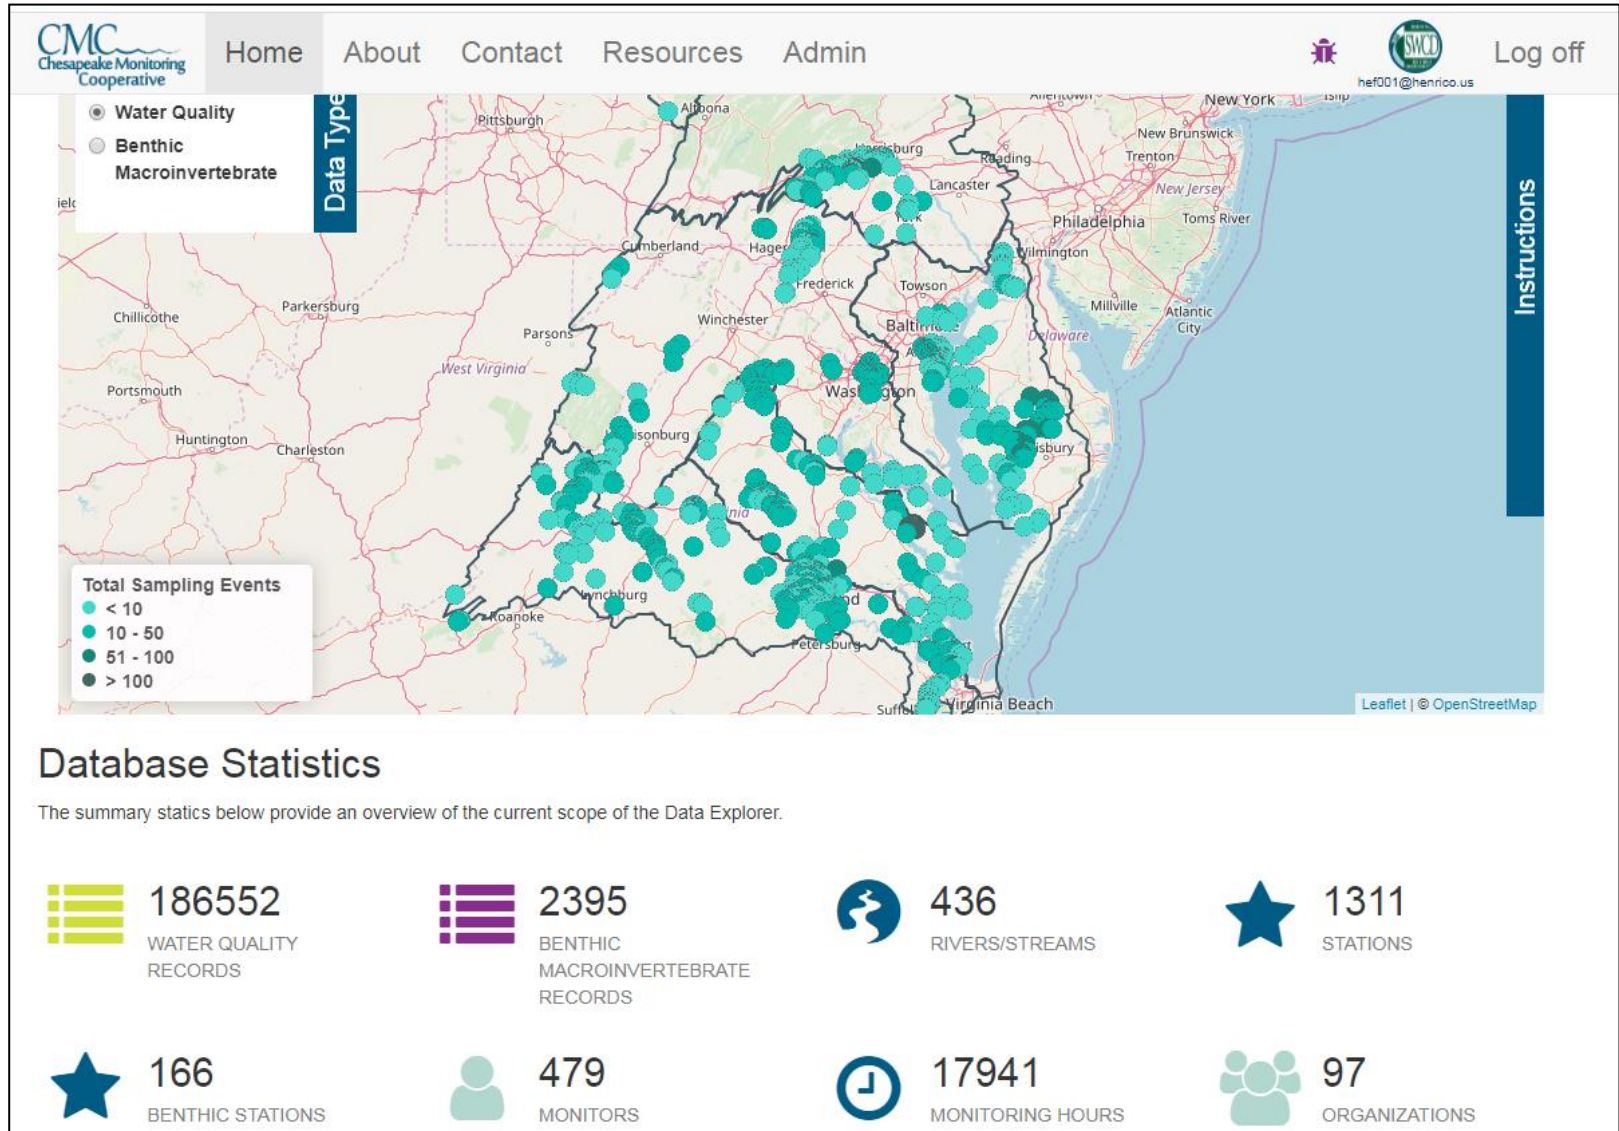 CMC
Chesapeake Monitoring
Cooperative
Home
About
Contact
Resources
Admin
SWCD
hef001@henrico.us
Log off
Water Quality
Benthic
Macroinvertebrate
Data Type
Instructions
Pittsburgh
Altoona
Harrisburg
Reading
Lancaster
New York
New Brunswick
Trenton
New Jersey
Philadelphia
Toms River
Cumberland
Wilmington
Frederick
Towson
Millville
Atlantic
City
Delaware
Chillicothe
Parkersburg
Winchester
Parsons
West Virginia
Portsmouth
Washington
Huntington
Charleston
isonburg
isbury
Lynchburg
Roanoke
Petersburg
Virginia Beach
Total Sampling Events
< 10
10 - 50
51 - 100
> 100
Leaflet | © OpenStreetMap
Database Statistics
The summary statics below provide an overview of the current scope of the Data Explorer.
186552
WATER QUALITY
RECORDS
2395
BENTHIC
MACROINVERTEBRATE
RECORDS
436
RIVERS/STREAMS
1311
STATIONS
166
BENTHIC STATIONS
479
MONITORS
17941
MONITORING HOURS
97
ORGANIZATIONS